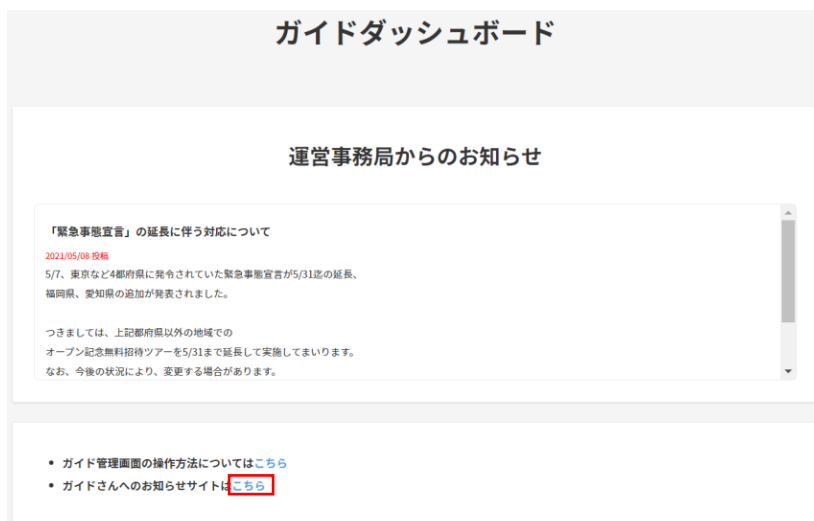 ガイドダッシュボード
運営事務局からのお知らせ
「緊急事態宣言」の延長に伴う対応について
2021/05/08 投稿
5/7、東京など4都府県に発令されていた緊急事態宣言が5/31迄の延長、
福岡県、愛知県の追加が発表されました。
つきましては、上記都府県以外の地域での
オープン記念無料招待ツアーを5/31まで延長して実施してまいります。
なお、今後の状況により、変更する場合があります。
• ガイド管理画面の操作方法についてはこちら
• ガイドさんへのお知らせサイトはこちら